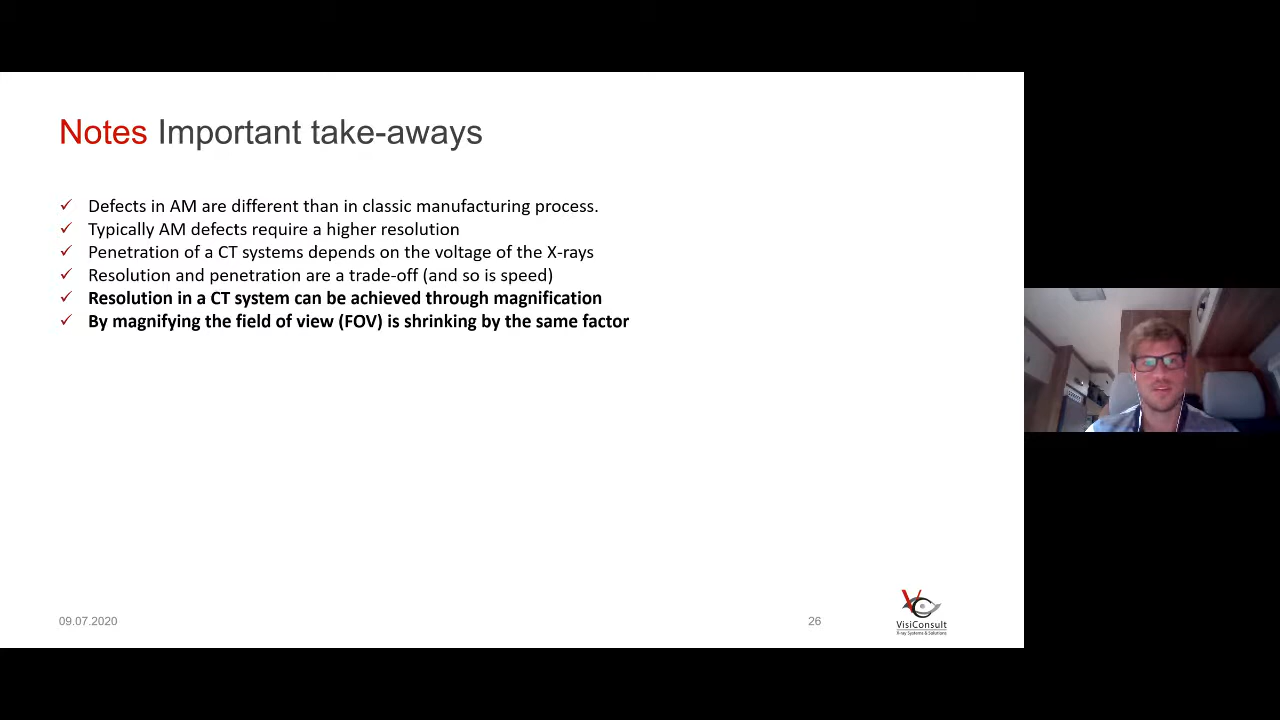 Notes Important take-aways
✓ Defects in AM are different than in classic manufacturing process.
✓ Typically AM defects require a higher resolution
✓ Penetration of a CT systems depends on the voltage of the X-rays
✓ Resolution and penetration are a trade-off (and so is speed)
✓ Resolution in a CT system can be achieved through magnification
✓ By magnifying the field of view (FOV) is shrinking by the same factor
09.07.2020
26
VisiConsult
X-ray Systems & Solutions